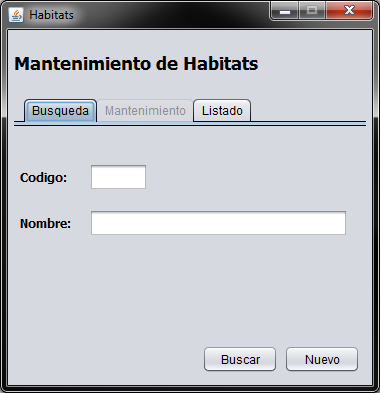 Habitats
Mantenimiento de Habitats
Busqueda Mantenimiento Listado
Codigo:
Nombre:
Buscar Nuevo